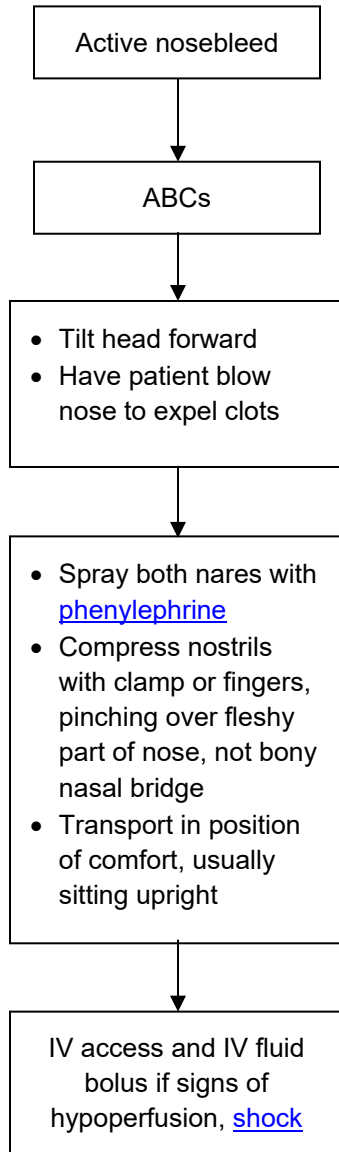 Active nosebleed
ABCs
• Tilt head forward
• Have patient blow
nose to expel clots
• Spray both nares with
phenylephrine
• Compress nostrils
with clamp or fingers,
pinching over fleshy
part of nose, not bony
nasal bridge
• Transport in position
of comfort, usually
sitting upright
IV access and IV fluid
bolus if signs of
hypoperfusion, shock